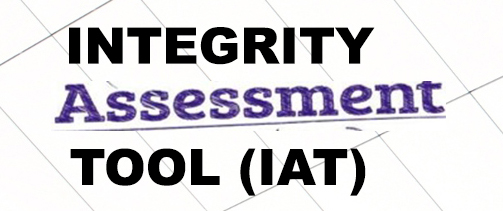 INTEGRITY
Assessment
TOOL (IAT)